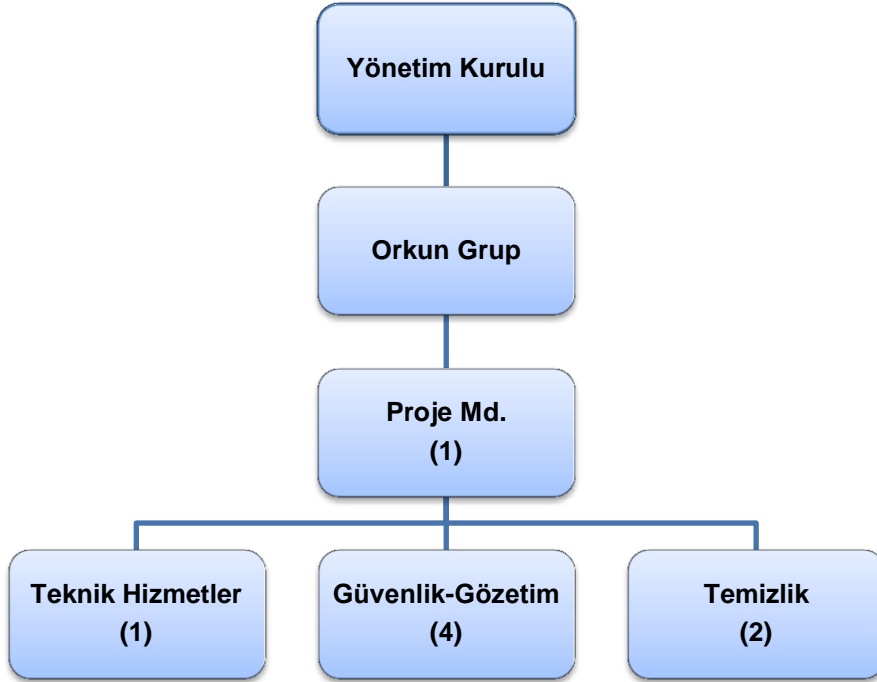 Yönetim Kurulu
Orkun Grup
Proje Md.
(1)
Teknik Hizmetler
(1)
Güvenlik-Gözetim
(4)
Temizlik
(2)